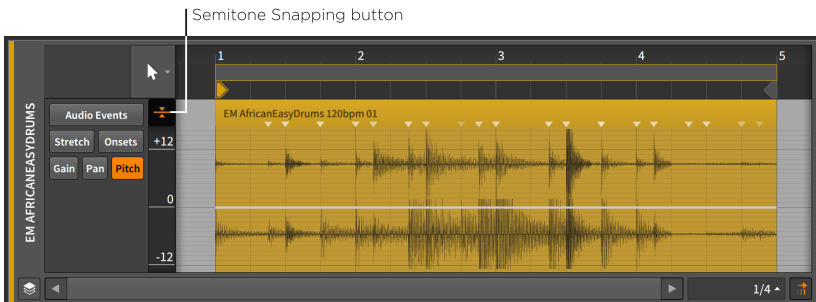 Semitone Snapping button
1 2 3 4 5
EM AFRICANEASYDRUMS
Audio Events
EM AfricanEasyDrums 120bpm 01
Stretch Onsets +12
Gain Pan Pitch
0
-12
1/4